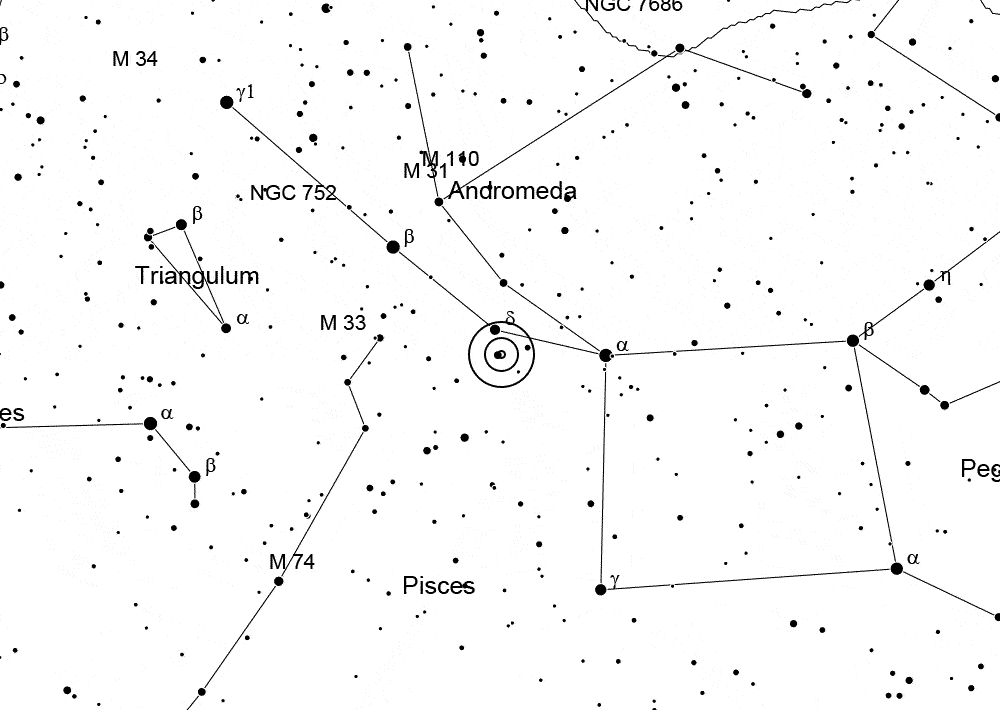 NGC 7686
β
M 34
γ1
M 110
M 31
Andromeda
NGC 752
β
β
Triangulum
η
α
M 33
δ
β
α
es
α
β
Peg
M 74
α
Pisces
γ